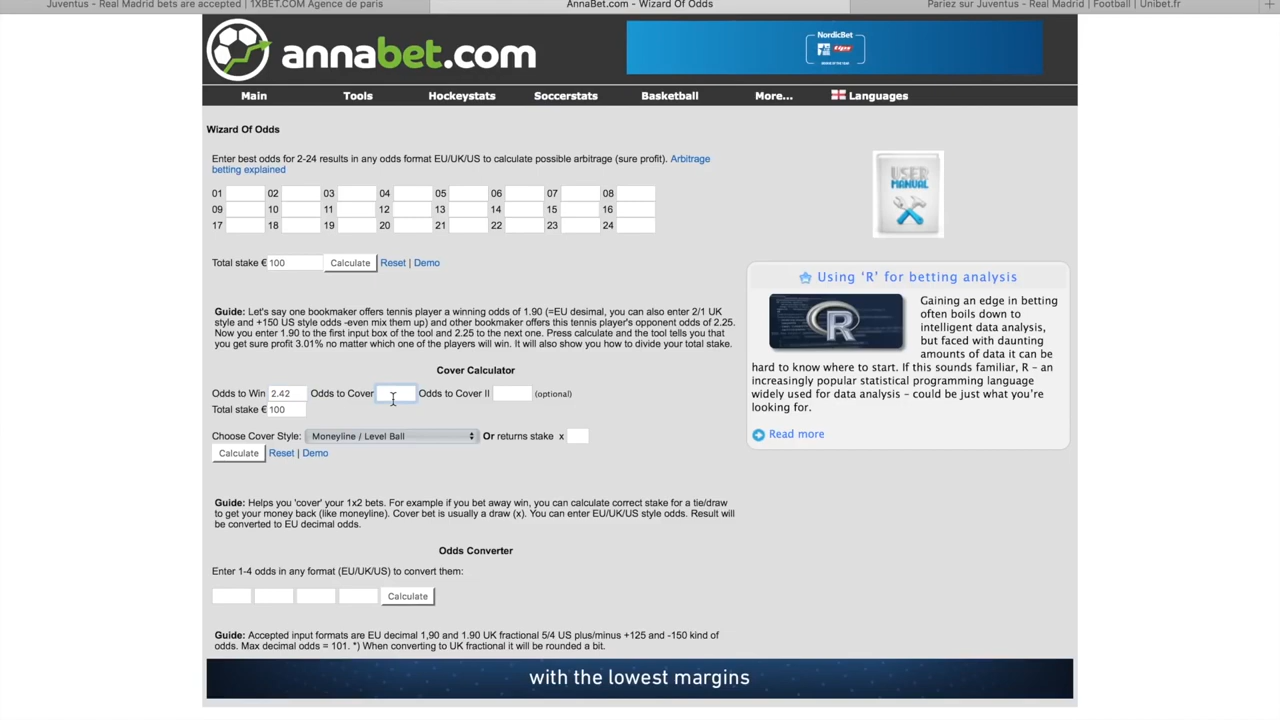 Juventus - Real Madrid bets are accepted | 1XBET.COM Agence de paris
AnnaBet.com - Wizard Of Odds
Pariez sur Juventus - Real Madrid | Football | Unibet.fr
annabet.com
NordicBet
Main Tools Hockeystats Soccerstats Basketball More... Languages
Wizard Of Odds
Enter best odds for 2-24 results in any odds format EU/UK/US to calculate possible arbitrage (sure profit). Arbitrage
betting explained
01 02 03 04 05 06 07 08
09 10 11 12 13 14 15 16
17 18 19 20 21 22 23 24
Total stake € 100 Calculate Reset | Demo
Guide: Let's say one bookmaker offers tennis player a winning odds of 1.90 (=EU decimal, you can also enter 2/1 UK
style and +150 US style odds -even mix them up) and other bookmaker offers this tennis player's opponent odds of 2.25.
Now you enter 1.90 to the first input box of the tool and 2.25 to the next one. Press calculate and the tool tells you that
you get sure profit 3.01% no matter which one of the players will win. It will also show you how to divide your total stake.
Cover Calculator
Odds to Win 2.42 Odds to Cover Odds to Cover II (optional)
Total stake € 100
Choose Cover Style: Moneyline / Level Ball Or returns stake x
Calculate Reset | Demo
Guide: Helps you 'cover' your 1x2 bets. For example if you bet away win, you can calculate correct stake for a tie/draw
to get your money back (like moneyline). Cover bet is usually a draw (x). You can enter EU/UK/US style odds. Result will
be converted to EU decimal odds.
Odds Converter
Enter 1-4 odds in any format (EU/UK/US) to convert them:
Calculate
Guide: Accepted input formats are EU decimal 1,90 and 1.90 UK fractional 5/4 US plus/minus +125 and -150 kind of
odds. Max decimal odds = 101. *) When converting to UK fractional it will be rounded a bit.
USER
MANUAL
Using 'R' for betting analysis
R
Gaining an edge in betting
often boils down to
intelligent data analysis,
but faced with daunting
amounts of data it can be
hard to know where to start. If this sounds familiar, R – an
increasingly popular statistical programming language
widely used for data analysis – could be just what you're
looking for.
Read more
with the lowest margins